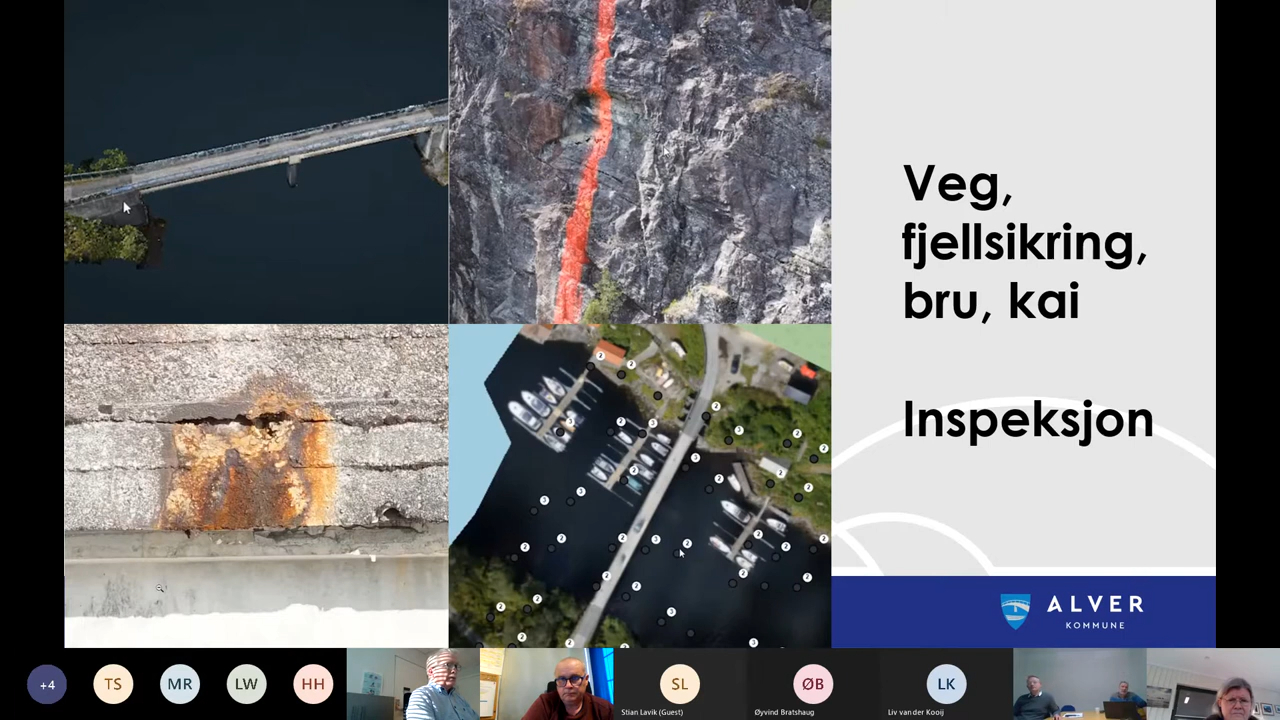 Veg,
fjellsikring,
bru, kai
Inspeksjon
ALVER
KOMMUNE
+4
TS
MR
LW
HH
SL
Stian Lavik (Guest)
ØB
Øyvind Bratshaug
LK
Liv van der Kooij